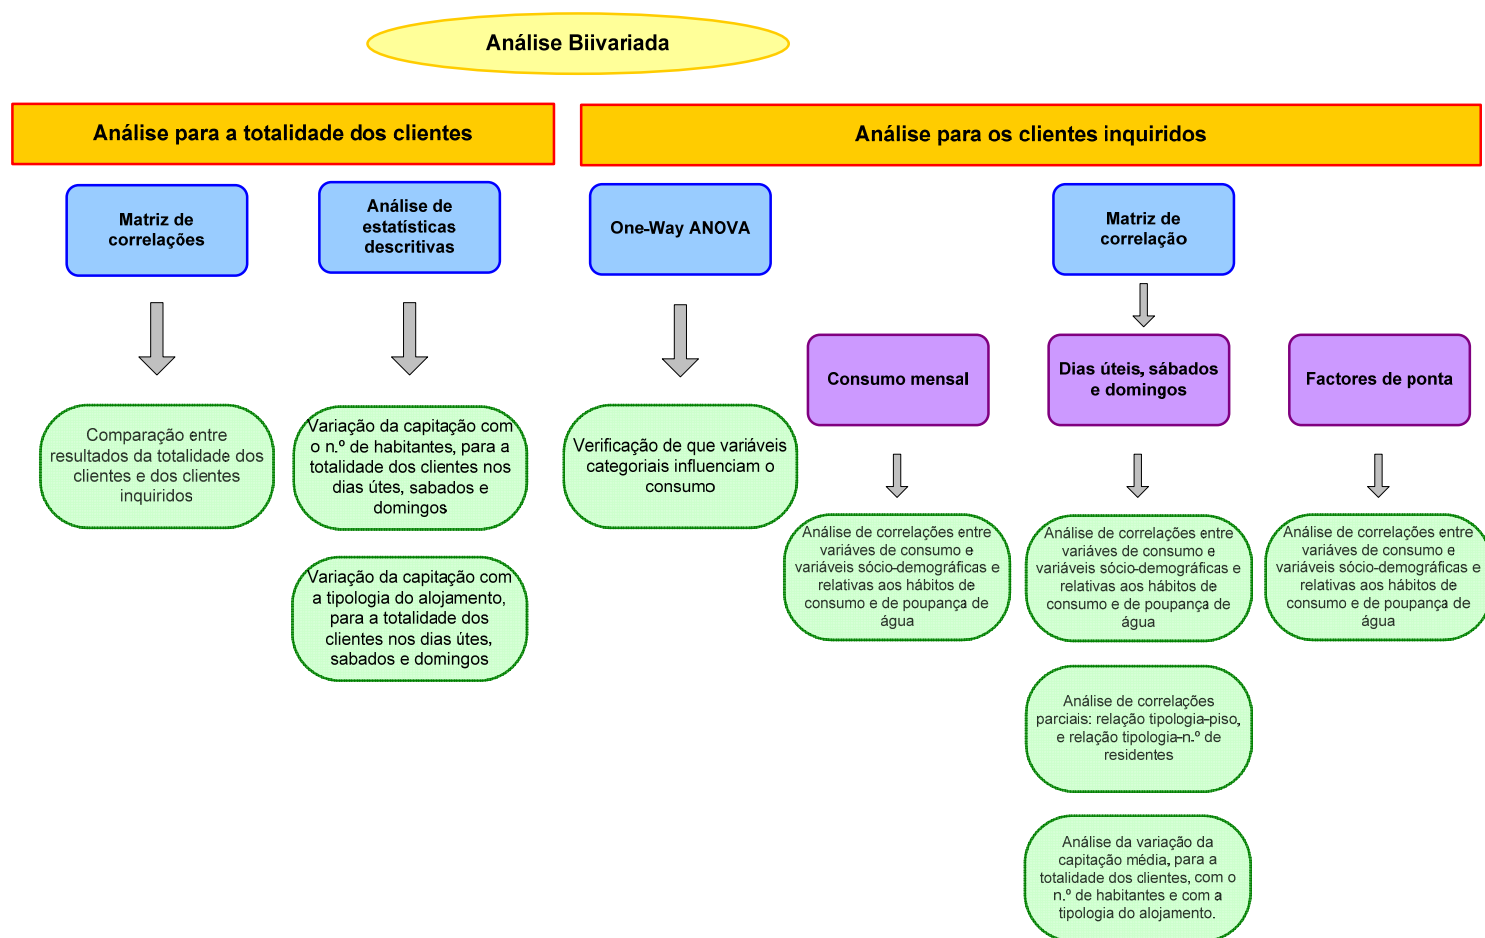 Análise Biivariada
Análise para a totalidade dos clientes
Análise para os clientes inquiridos
Matriz de
correlações
Análise de
estatísticas
descritivas
One-Way ANOVA
Matriz de
correlação
Consumo mensal
Dias úteis, sábados
e domingos
Factores de ponta
Comparação entre
resultados da totalidade dos
clientes e dos clientes
inquiridos
Variação da capitação com
o n.º de habitantes, para a
totalidade dos clientes nos
dias útes, sabados e
domingos
Variação da capitação com
a tipologia do alojamento,
para a totalidade dos
clientes nos dias útes,
sabados e domingos
Verificação de que variáveis
categoriais influenciam o
consumo
Análise de correlações entre
variáves de consumo e
variáveis sócio-demográficas e
relativas aos hábitos de
consumo e de poupança de
água
Análise de correlações entre
variáves de consumo e
variáveis sócio-demográficas e
relativas aos hábitos de
consumo e de poupança de
água
Análise de correlações
parciais: relação tipologia-piso,
e relação tipologia-n.º de
residentes
Análise da variação da
capitação média, para a
totalidade dos clientes, com o
n.º de habitantes e com a
tipologia do alojamento.
Análise de correlações entre
variáves de consumo e
variáveis sócio-demográficas e
relativas aos hábitos de
consumo e de poupança de
água